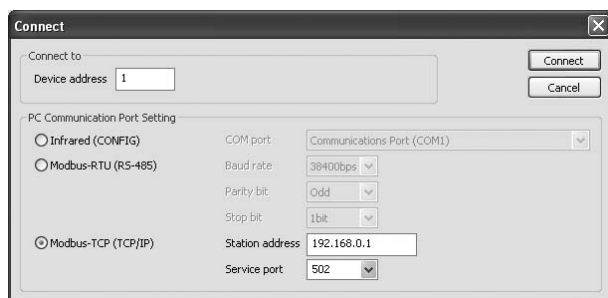 Connect
Connect to
Device address 1
Connect
Cancel
PC Communication Port Setting
Infrared (CONFIG) COM port Communications Port (COM1)
Modbus-RTU (RS-485) Baud rate 38400bps
Parity bit Odd
Stop bit 1bit
Modbus-TCP (TCP/IP) Station address 192.168.0.1
Service port 502